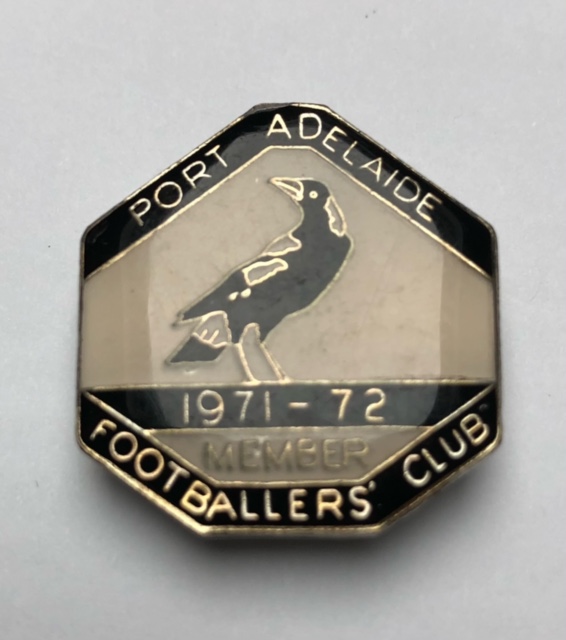 PORT ADELAIDE
1971-72
MEMBER
FOOTBALLERS' CLUB